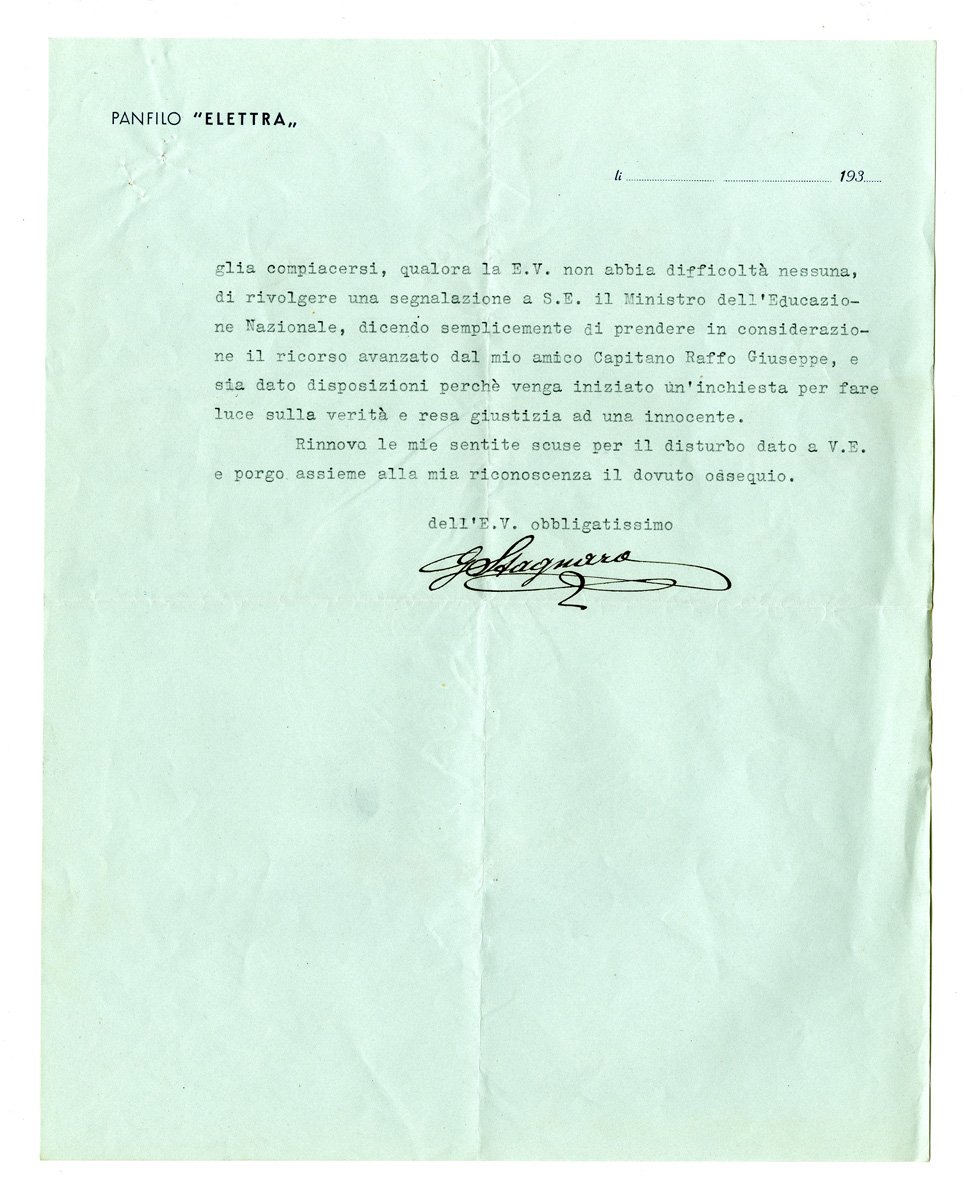 PANFILO "ELETTRA„
li ........................ ........................ 193......
glia compiacersi, qualora la E.V. non abbia difficoltà nessuna,
di rivolgere una segnalazione a S.E. il Ministro dell'Educazio-
ne Nazionale, dicendo semplicemente di prendere in considerazio-
ne il ricorso avanzato dal mio amico Capitano Raffo Giuseppe, e
sia dato disposizioni perchè venga iniziato un'inchiesta per fare
luce sulla verità e resa giustizia ad una innocente.
Rinnovo le mie sentite scuse per il disturbo dato a V.E.
e porgo assieme alla mia riconoscenza il dovuto ossequio.
dell'E.V. obbligatissimo
GStagnaro